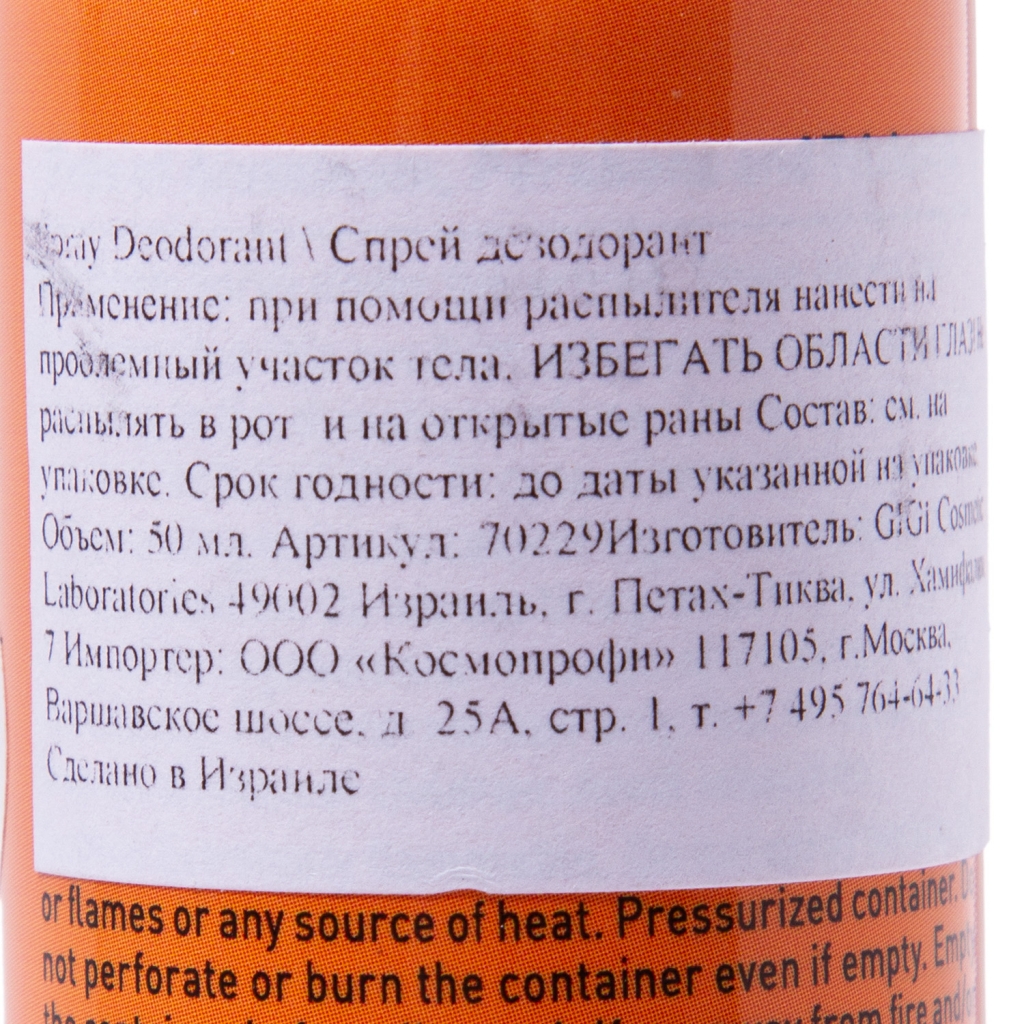 Spray Deodorant \ Спрей дезодорант
Применение: при помощи распылителя нанести на
проблемный участок тела. ИЗБЕГАТЬ ОБЛАСТИ ГЛАЗ
распылять в рот и на открытые раны Состав: см. на
упаковке. Срок годности: до даты указанной на упаковке
Объем: 50 мл. Артикул: 70229Изготовитель: GIGi
Laboratories 49002 Израиль, г. Петах-Тиква, ул.
7 Импортер: ООО «Космопрофи» 117105, г.Москва,
Варшавское шоссе, д 25А, стр. 1, т. +7 495 764-64-33
Сделано в Израиле
or flames or any source of heat. Pressurized container.
not perforate or burn the container even if empty.
from fire